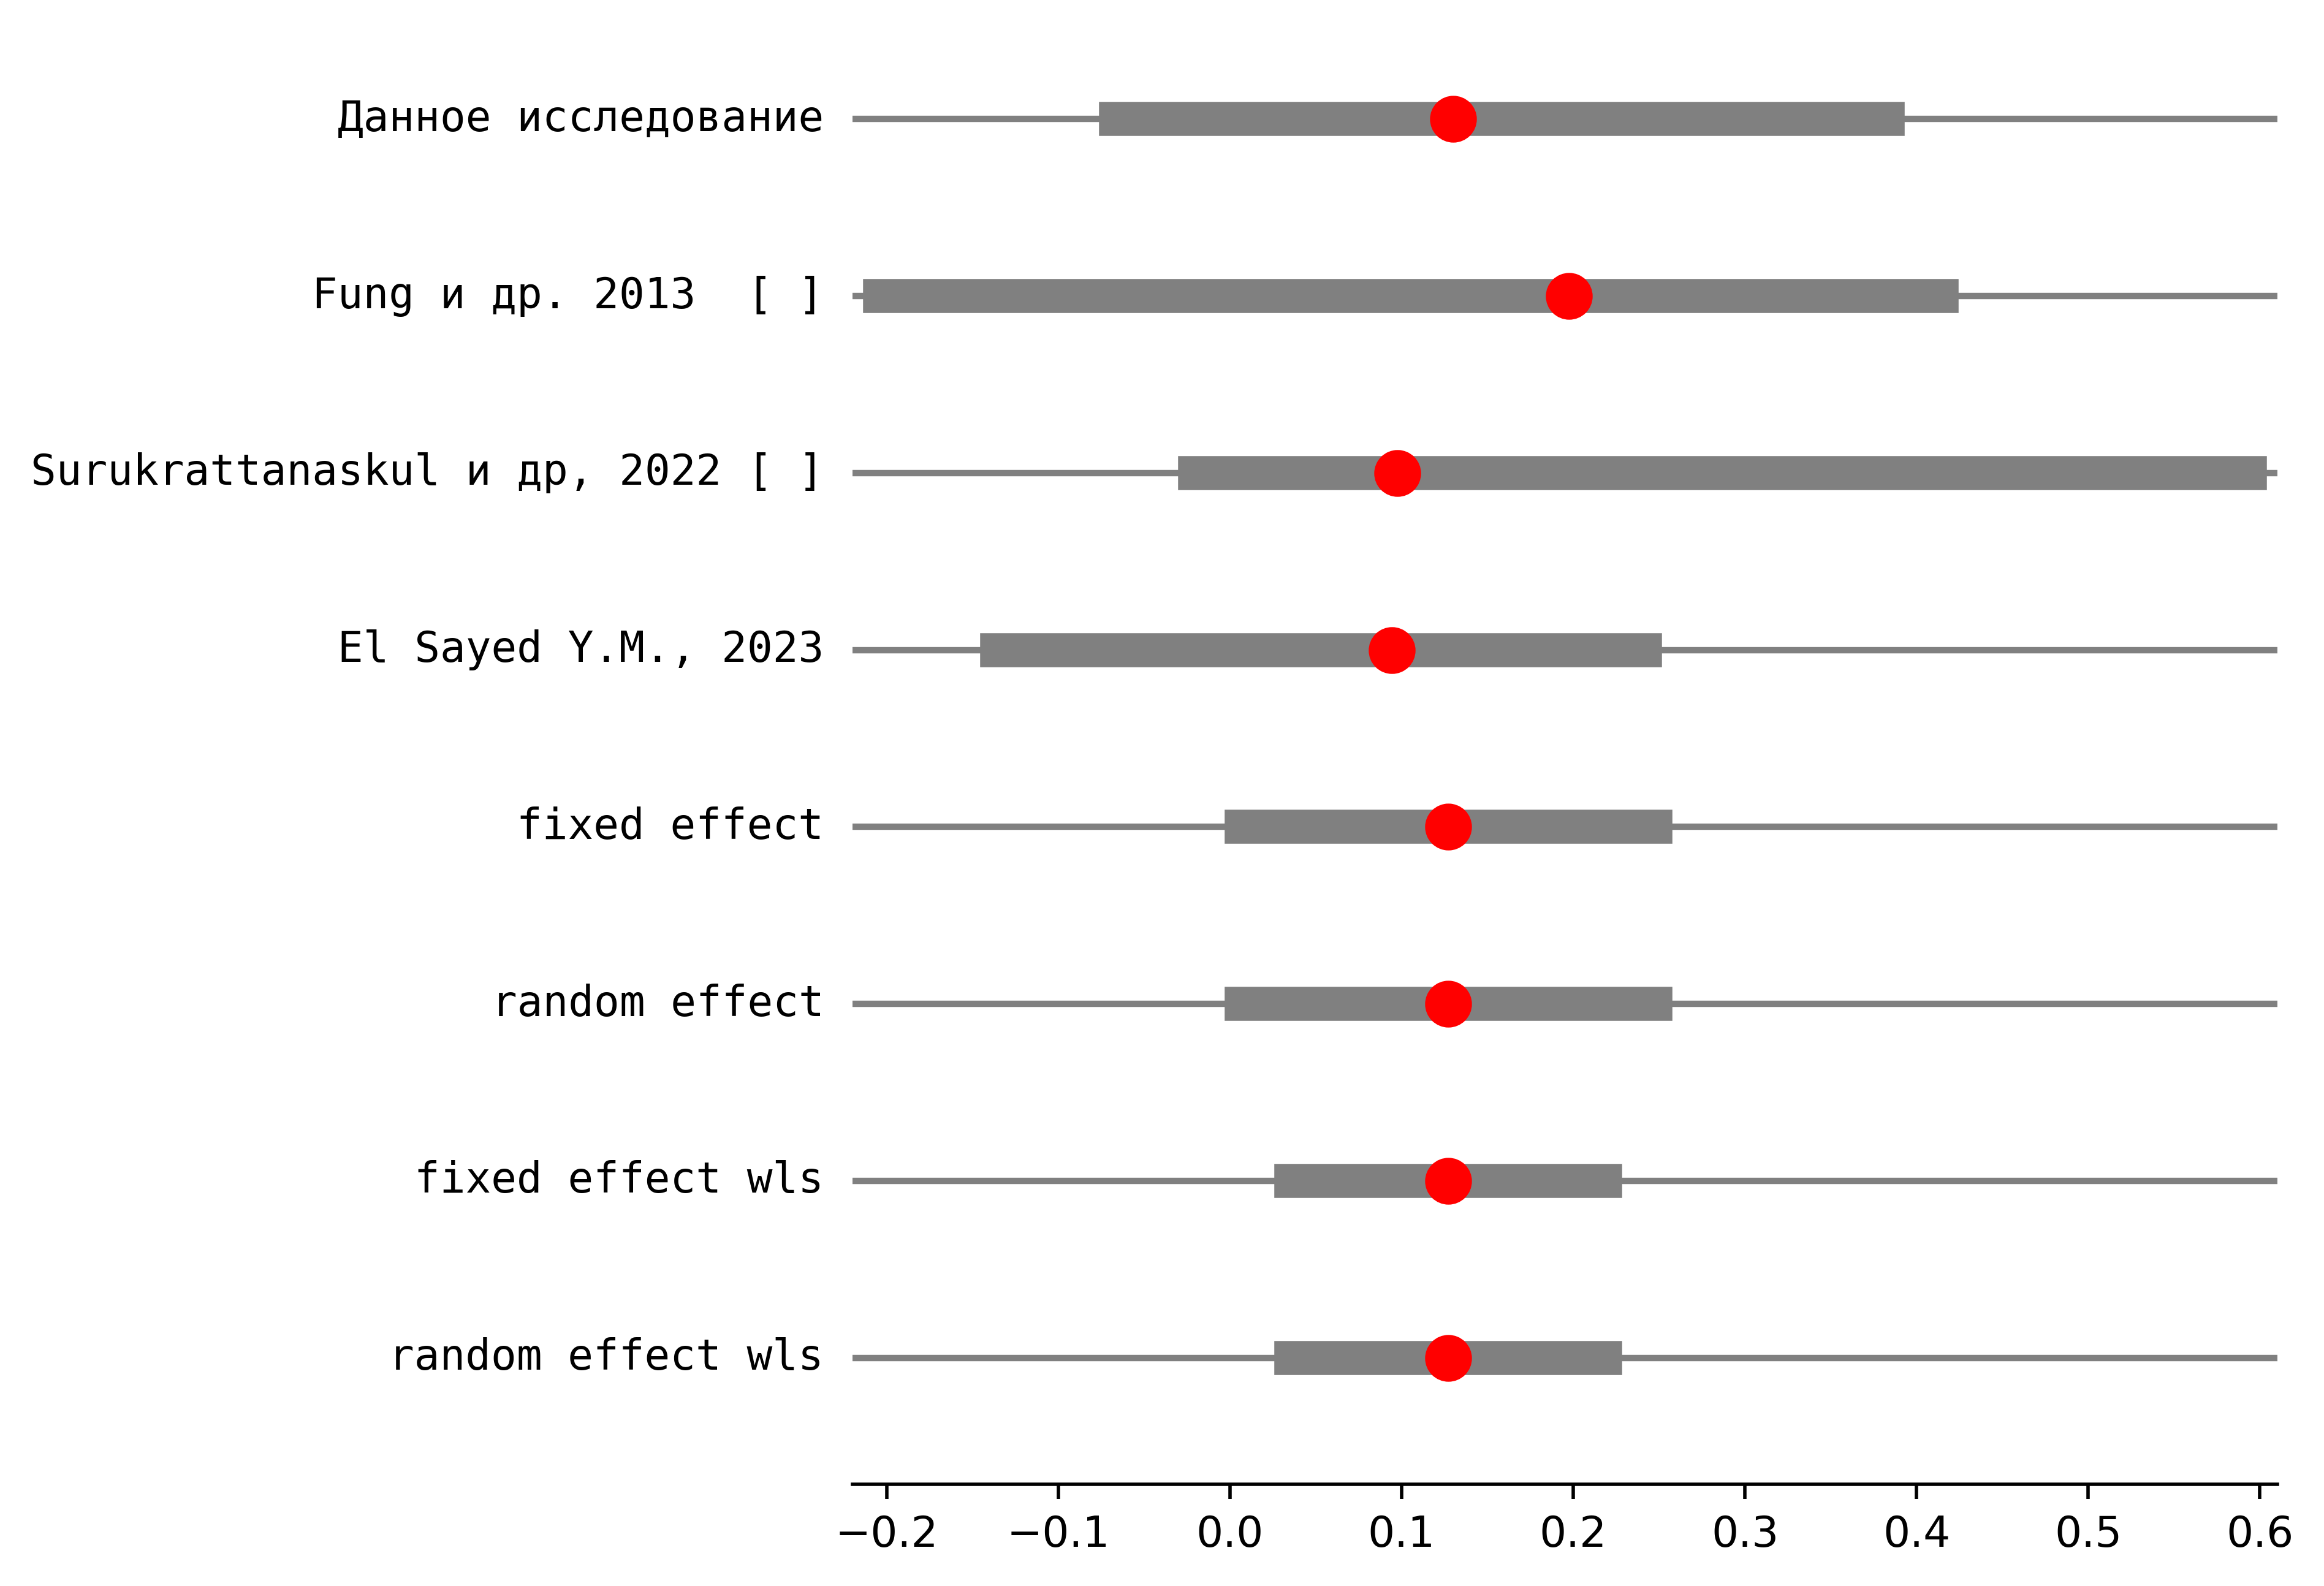 Данное исследование
Fung и др. 2013  [ ]
Surukrattanaskul и др, 2022 [ ]
El Sayed Y.M., 2023
fixed effect
random effect
fixed effect wls
random effect wls
−0.2 −0.1 0.0 0.1 0.2 0.3 0.4 0.5 0.6